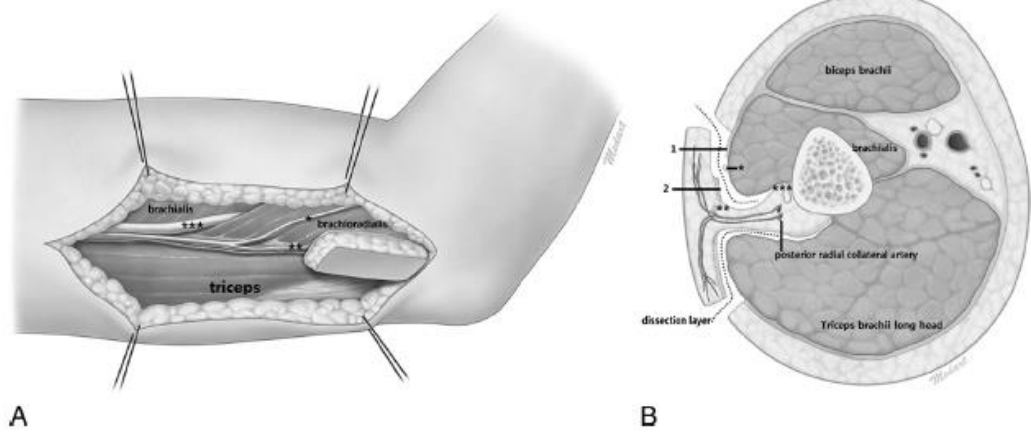 brachialis
***
*
brachioradialis
**
triceps
A
biceps brachii
1
*
brachialis
2
***
**
posterior radial collateral artery
dissection layer
Triceps brachii long head
B